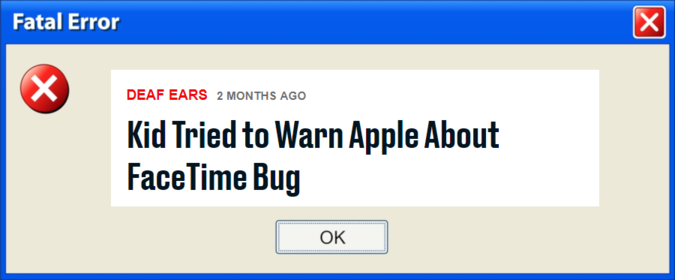 Fatal Error
DEAF EARS 2 MONTHS AGO
Kid Tried to Warn Apple About
FaceTime Bug
OK